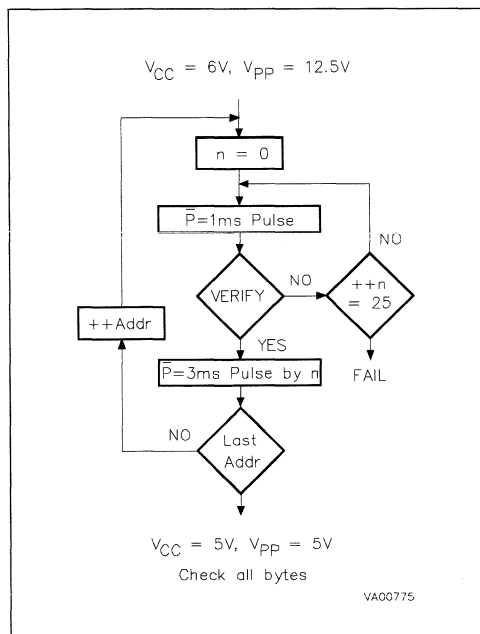 V_CC = 6V, V_PP = 12.5V
n = 0
P̅=1ms Pulse
NO
VERIFY
NO
++n
= 25
++Addr
YES
P̅=3ms Pulse by n
FAIL
NO
Last
Addr
V_CC = 5V, V_PP = 5V
Check all bytes
VA00775